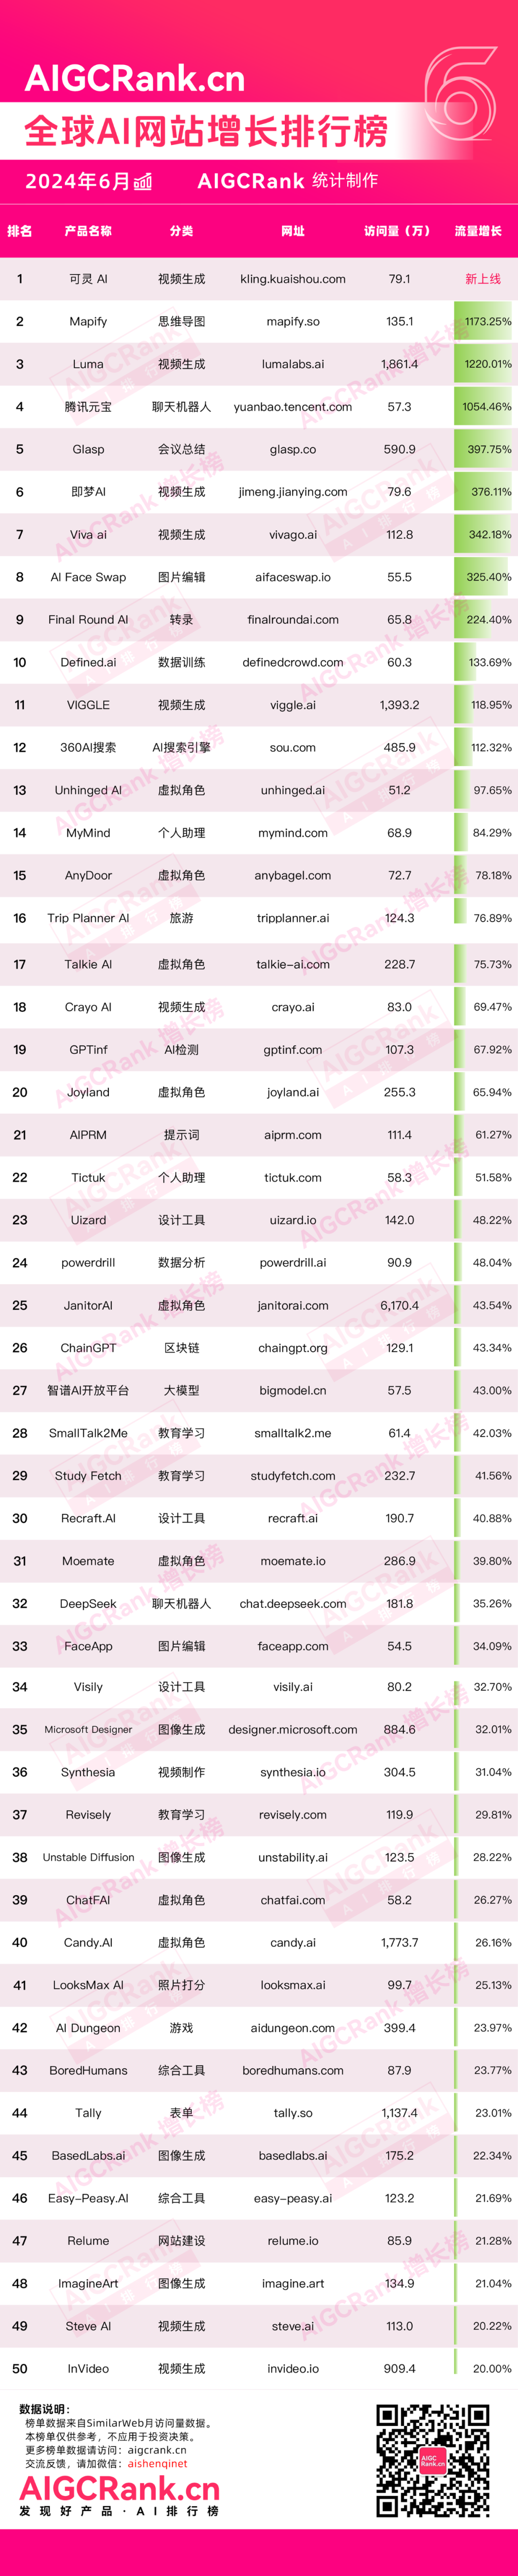 AIGCRank.cn
全球AI网站增长排行榜
6
2024年6月 AIGCRank 统计制作
排名 产品名称 分类 网址 访问量（万） 流量增长
1 可灵 AI 视频生成 kling.kuaishou.com 79.1 新上线
2 Mapify 思维导图 mapify.so 135.1 1173.25%
3 Luma 视频生成 lumalabs.ai 1,861.4 1220.01%
4 腾讯元宝 聊天机器人 yuanbao.tencent.com 57.3 1054.46%
5 Glasp 会议总结 glasp.co 590.9 397.75%
6 即梦AI 视频生成 jimeng.jianying.com 79.6 376.11%
7 Viva ai 视频生成 vivago.ai 112.8 342.18%
8 AI Face Swap 图片编辑 aifaceswap.io 55.5 325.40%
9 Final Round AI 转录 finalroundai.com 65.8 224.40%
10 Defined.ai 数据训练 definedcrowd.com 60.3 133.69%
11 VIGGLE 视频生成 viggle.ai 1,393.2 118.95%
12 360AI搜索 AI搜索引擎 sou.com 485.9 112.32%
13 Unhinged AI 虚拟角色 unhinged.ai 51.2 97.65%
14 MyMind 个人助理 mymind.com 68.9 84.29%
15 AnyDoor 虚拟角色 anybagel.com 72.7 78.18%
16 Trip Planner AI 旅游 tripplanner.ai 124.3 76.89%
17 Talkie AI 虚拟角色 talkie-ai.com 228.7 75.73%
18 Crayo AI 视频生成 crayo.ai 83.0 69.47%
19 GPTinf AI检测 gptinf.com 107.3 67.92%
20 Joyland 虚拟角色 joyland.ai 255.3 65.94%
21 AIPRM 提示词 aiprm.com 111.4 61.27%
22 Tictuk 个人助理 tictuk.com 58.3 51.58%
23 Uizard 设计工具 uizard.io 142.0 48.22%
24 powerdrill 数据分析 powerdrill.ai 90.9 48.04%
25 JanitorAI 虚拟角色 janitorai.com 6,170.4 43.54%
26 ChainGPT 区块链 chaingpt.org 129.1 43.34%
27 智谱AI开放平台 大模型 bigmodel.cn 57.5 43.00%
28 SmallTalk2Me 教育学习 smalltalk2.me 61.4 42.03%
29 Study Fetch 教育学习 studyfetch.com 232.7 41.56%
30 Recraft.AI 设计工具 recraft.ai 190.7 40.88%
31 Moemate 虚拟角色 moemate.io 286.9 39.80%
32 DeepSeek 聊天机器人 chat.deepseek.com 181.8 35.26%
33 FaceApp 图片编辑 faceapp.com 54.5 34.09%
34 Visily 设计工具 visily.ai 80.2 32.70%
35 Microsoft Designer 图像生成 designer.microsoft.com 884.6 32.01%
36 Synthesia 视频制作 synthesia.io 304.5 31.04%
37 Revisely 教育学习 revisely.com 119.9 29.81%
38 Unstable Diffusion 图像生成 unstability.ai 123.5 28.22%
39 ChatFAI 虚拟角色 chatfai.com 58.2 26.27%
40 Candy.AI 虚拟角色 candy.ai 1,773.7 26.16%
41 LooksMax AI 照片打分 looksmax.ai 99.7 25.13%
42 AI Dungeon 游戏 aidungeon.com 399.4 23.97%
43 BoredHumans 综合工具 boredhumans.com 87.9 23.77%
44 Tally 表单 tally.so 1,137.4 23.01%
45 BasedLabs.ai 图像生成 basedlabs.ai 175.2 22.34%
46 Easy-Peasy.AI 综合工具 easy-peasy.ai 123.2 21.69%
47 Relume 网站建设 relume.io 85.9 21.28%
48 ImagineArt 图像生成 imagine.art 134.9 21.04%
49 Steve AI 视频生成 steve.ai 113.0 20.22%
50 InVideo 视频生成 invideo.io 909.4 20.00%
数据说明：
榜单数据来自SimilarWeb月访问量数据。
本榜单仅供参考，不应用于投资决策。
更多榜单数据请访问：aigcrank.cn
交流反馈，请加微信：aishenqinet
AIGCRank.cn
发现好产品·AI排行榜
AIGC
Rank.cn